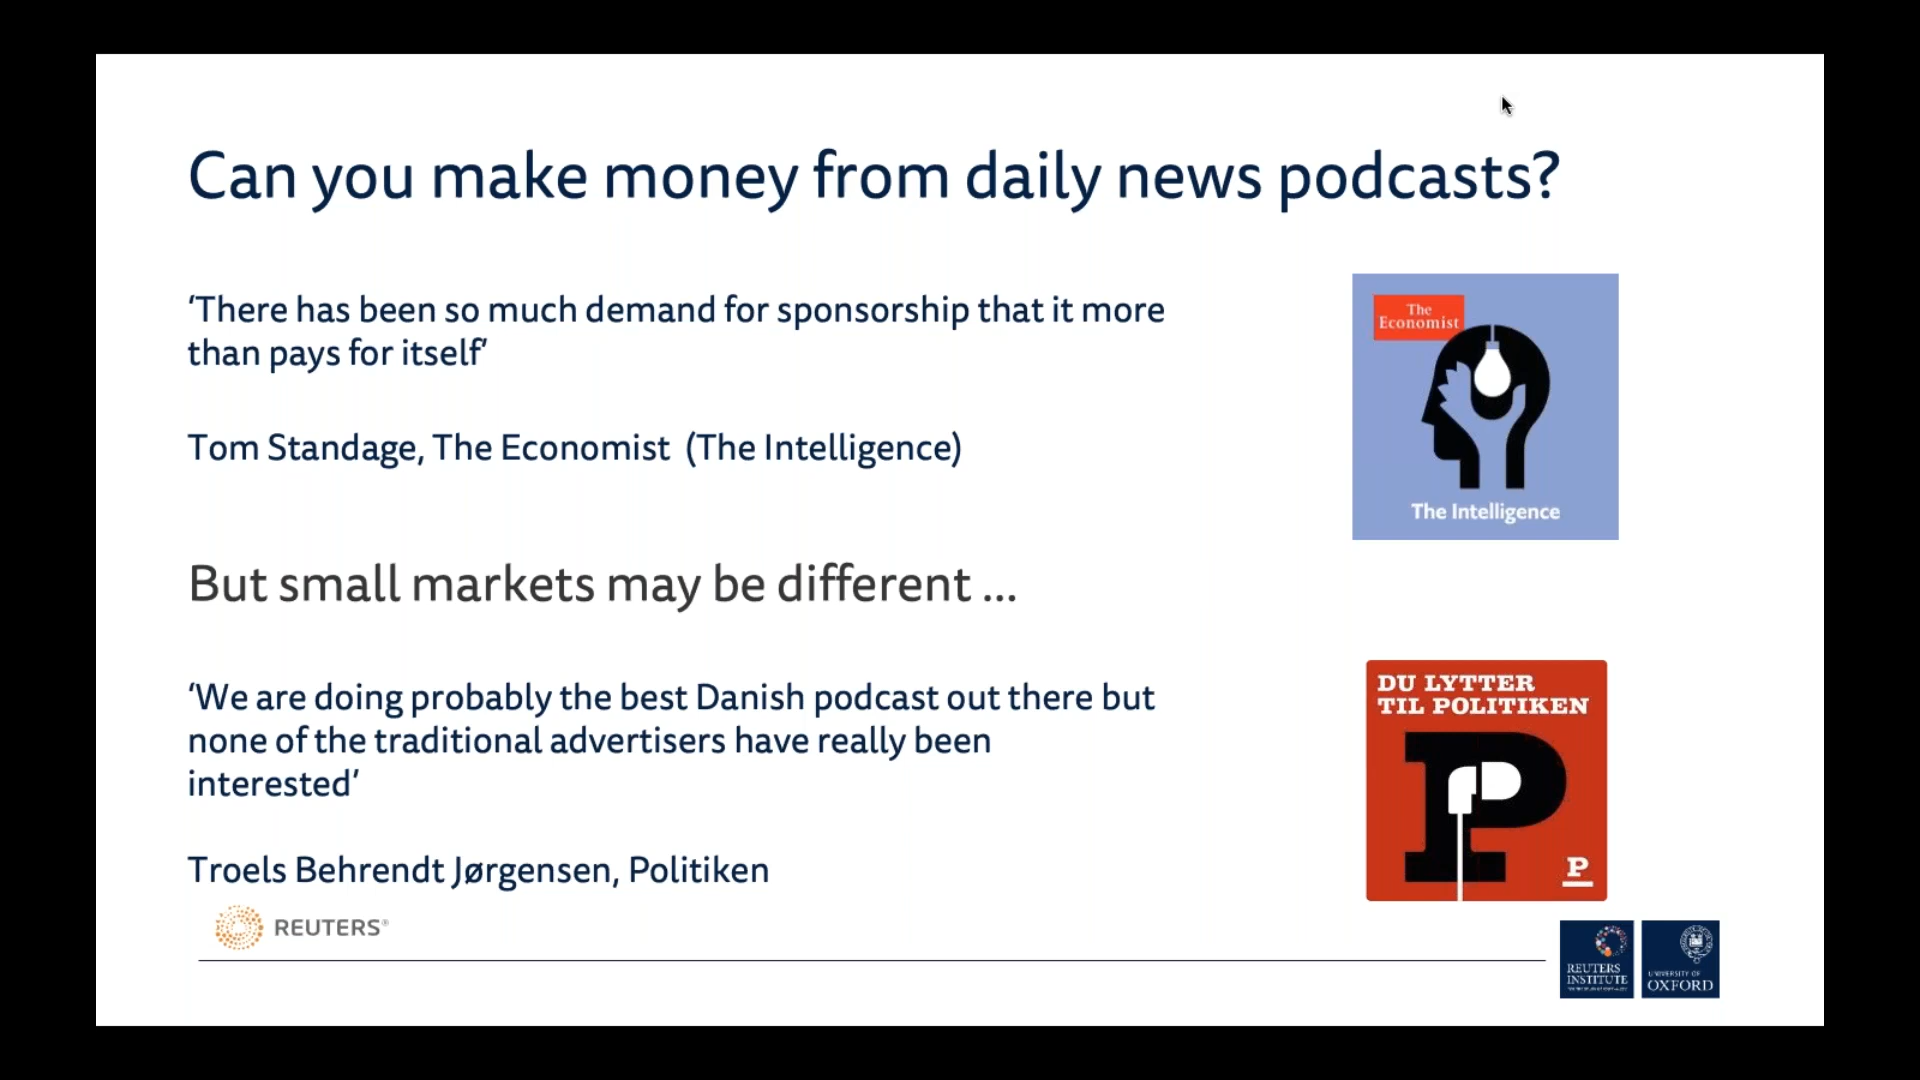 Can you make money from daily news podcasts?
‘There has been so much demand for sponsorship that it more
than pays for itself’
Tom Standage, The Economist (The Intelligence)
The
Economist
The Intelligence
But small markets may be different ...
‘We are doing probably the best Danish podcast out there but
none of the traditional advertisers have really been
interested’
Troels Behrendt Jørgensen, Politiken
DU LYTTER
TIL POLITIKEN
P
P
REUTERS®
REUTERS
INSTITUTE
UNIVERSITY OF
OXFORD